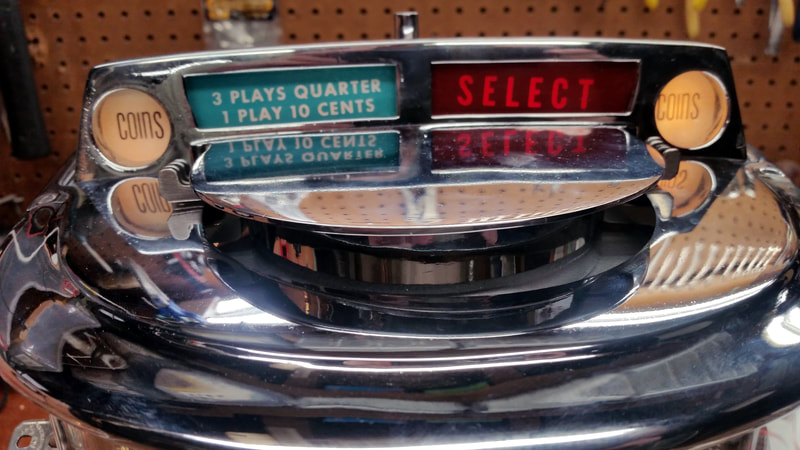 COINS
3 PLAYS QUARTER
1 PLAY 10 CENTS
SELECT
COINS